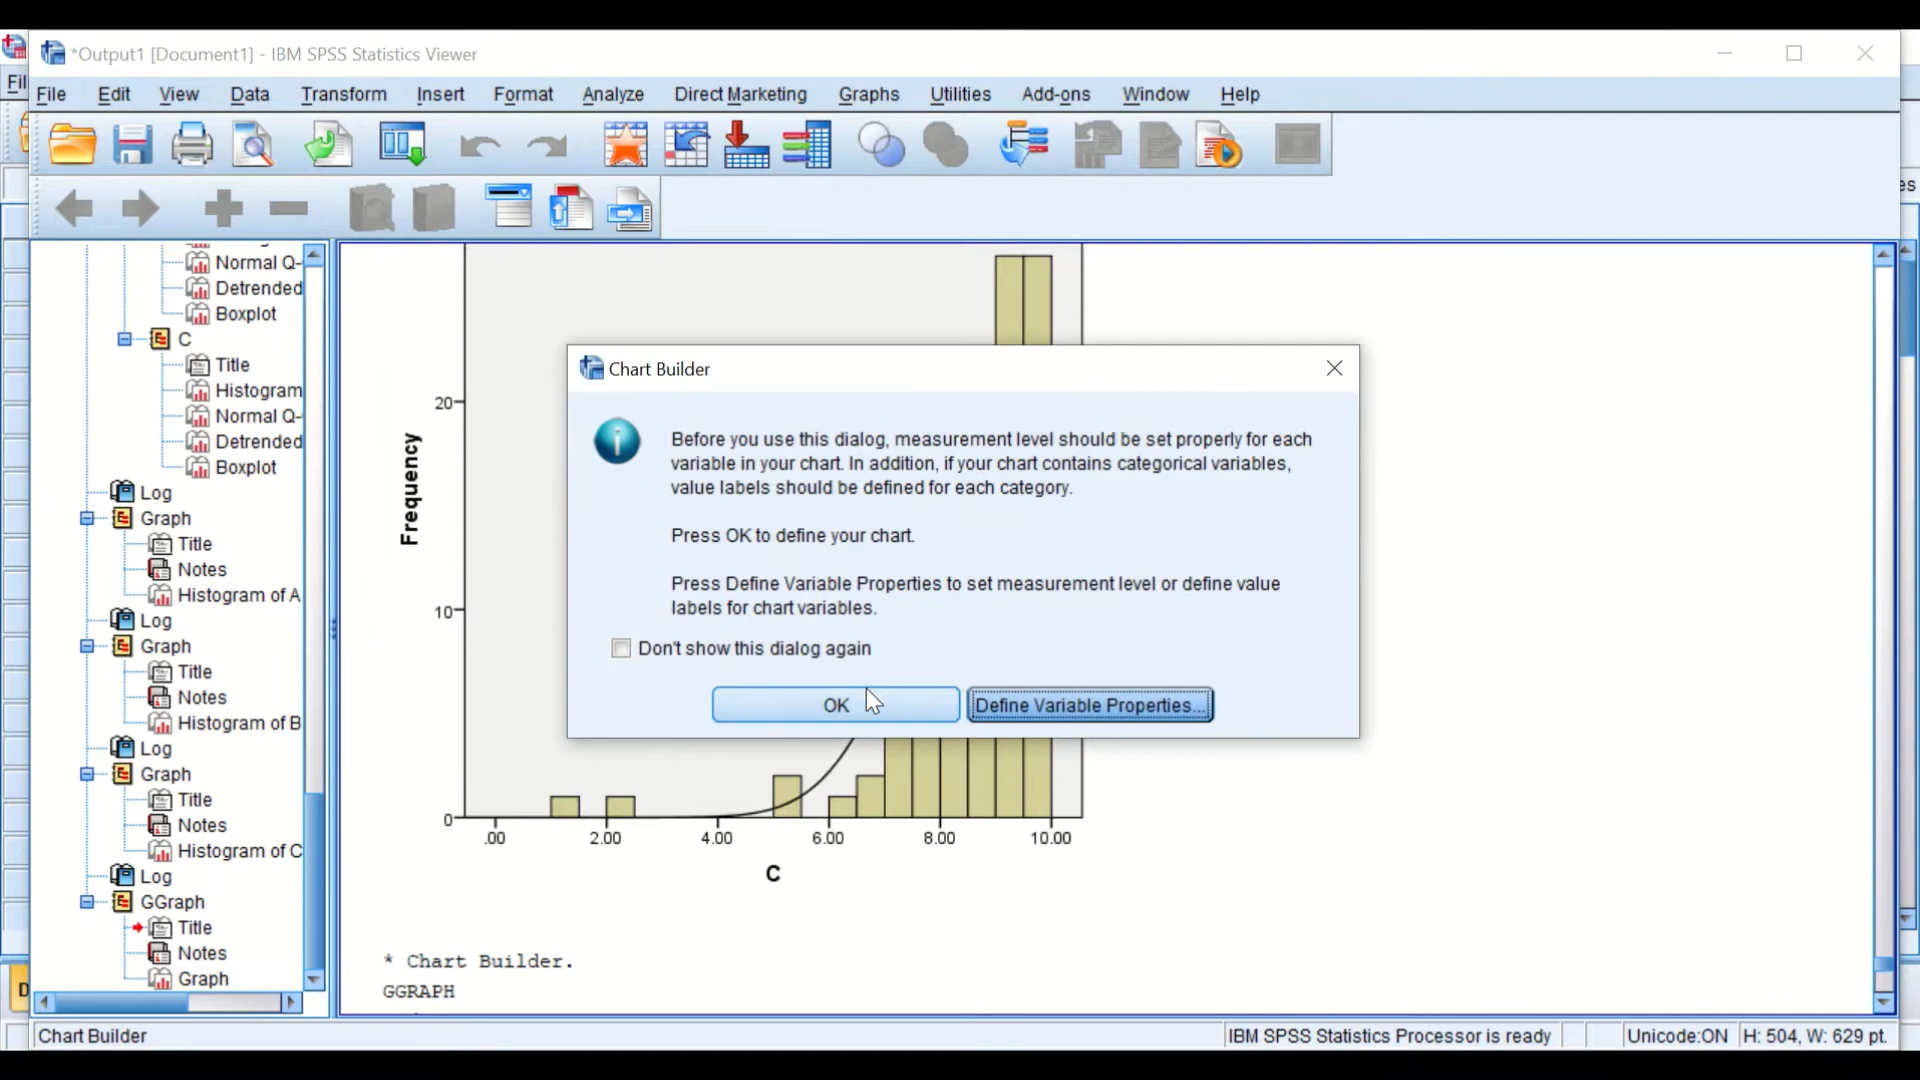 *Output1 [Document1] - IBM SPSS Statistics Viewer
File Edit View Data Transform Insert Format Analyze Direct Marketing Graphs Utilities Add-ons Window Help
Normal Q-
Detrended
Boxplot
C
Title
Histogram
Normal Q-
Detrended
Boxplot
Log
Graph
Title
Notes
Histogram of A
Log
Graph
Title
Notes
Histogram of B
Log
Graph
Title
Notes
Histogram of C
Log
GGraph
Title
Notes
Graph
Frequency
20
10
0
.00 2.00 4.00 6.00 8.00 10.00
C
* Chart Builder.
GGRAPH
Chart Builder
Before you use this dialog, measurement level should be set properly for each
variable in your chart. In addition, if your chart contains categorical variables,
value labels should be defined for each category.
Press OK to define your chart.
Press Define Variable Properties to set measurement level or define value
labels for chart variables.
Don't show this dialog again
OK
Define Variable Properties...
Chart Builder
IBM SPSS Statistics Processor is ready
Unicode:ON
H: 504, W: 629 pt.